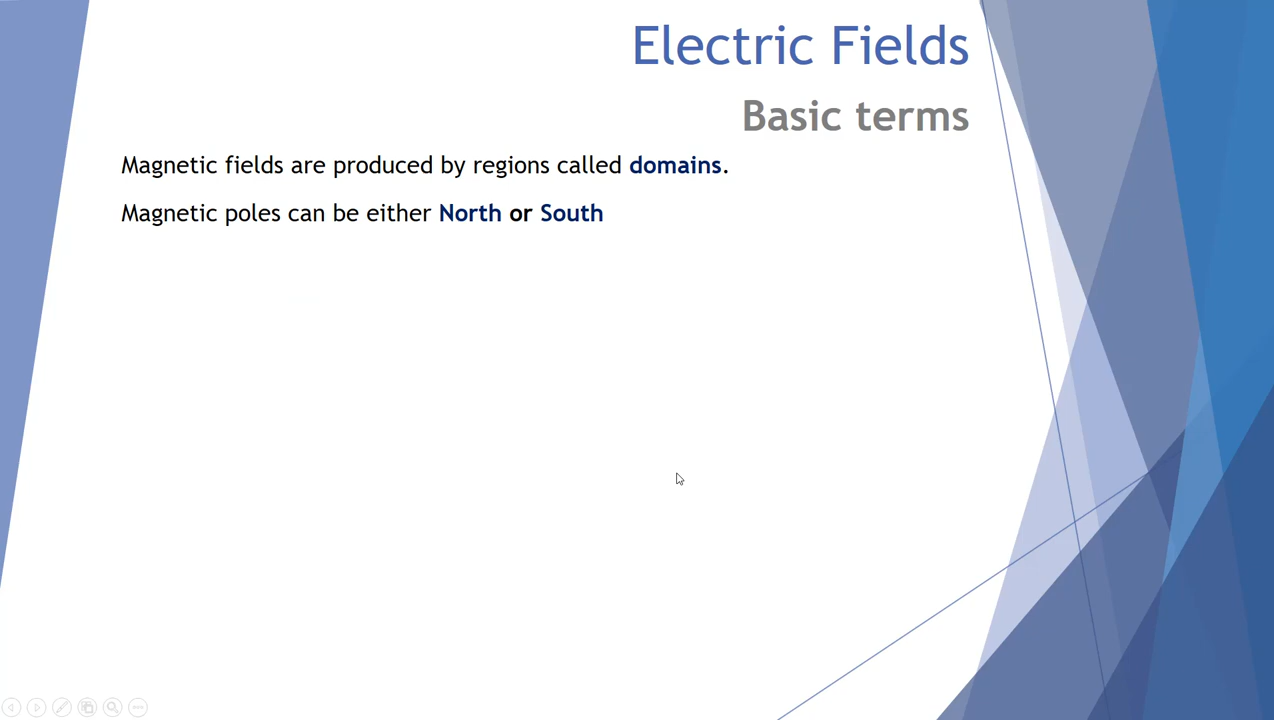 Electric Fields
Basic terms
Magnetic fields are produced by regions called domains.
Magnetic poles can be either North or South